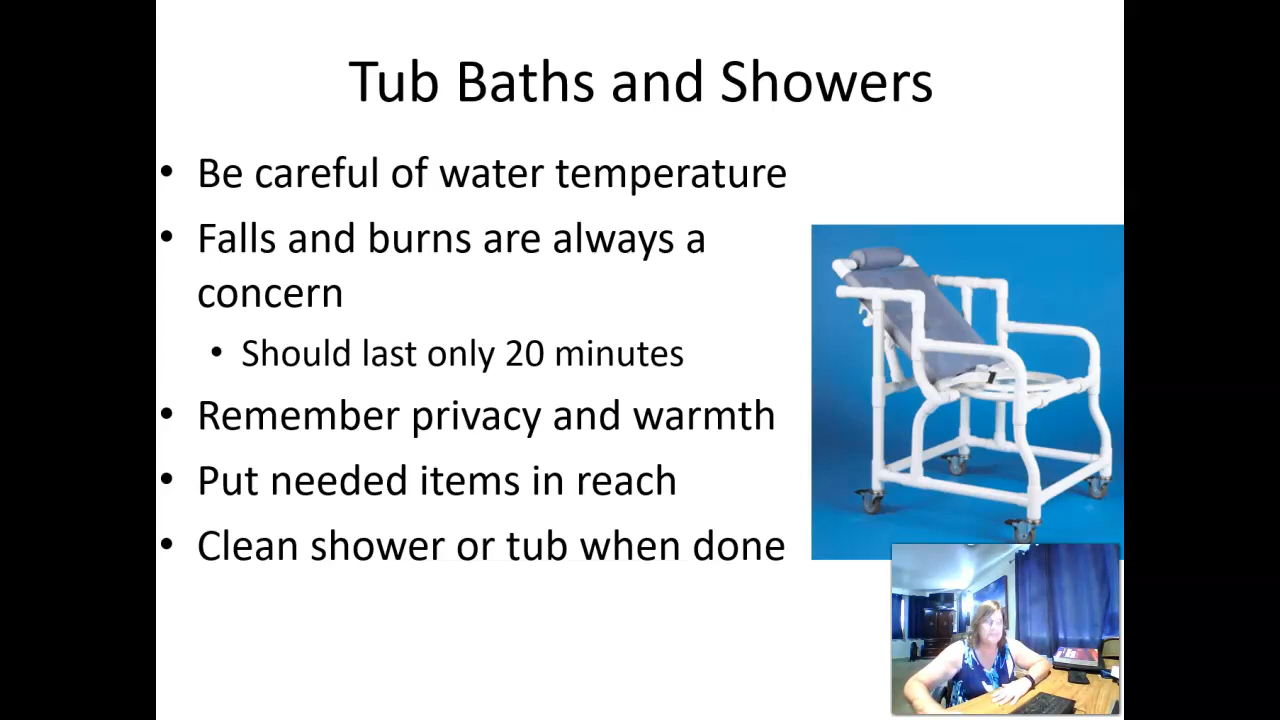 Tub Baths and Showers
• Be careful of water temperature
• Falls and burns are always a
concern
• Should last only 20 minutes
• Remember privacy and warmth
• Put needed items in reach
• Clean shower or tub when done